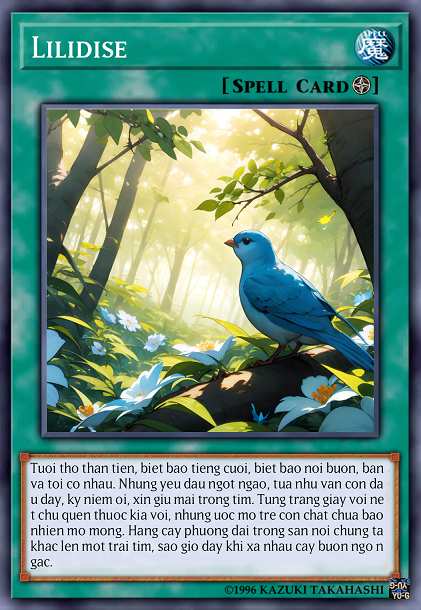 LILIDISE
[SPELL CARD]
Tuoi tho than tien, biet bao tieng cuoi, biet bao noi buon, ban
va toi co nhau. Nhung yeu dau ngot ngao, tua nhu van con da
u day, ky niem oi, xin giu mai trong tim. Tung trang giay voi ne
t chu quen thuoc kia voi, nhung uoc mo tre con chat chua bao
nhien mo mong. Hang cay phuong dai trong san noi chung ta
khac len mot trai tim, sao gio day khi xa nhau cay buon ngo n
gac.
©1996 KAZUKI TAKAHASHI